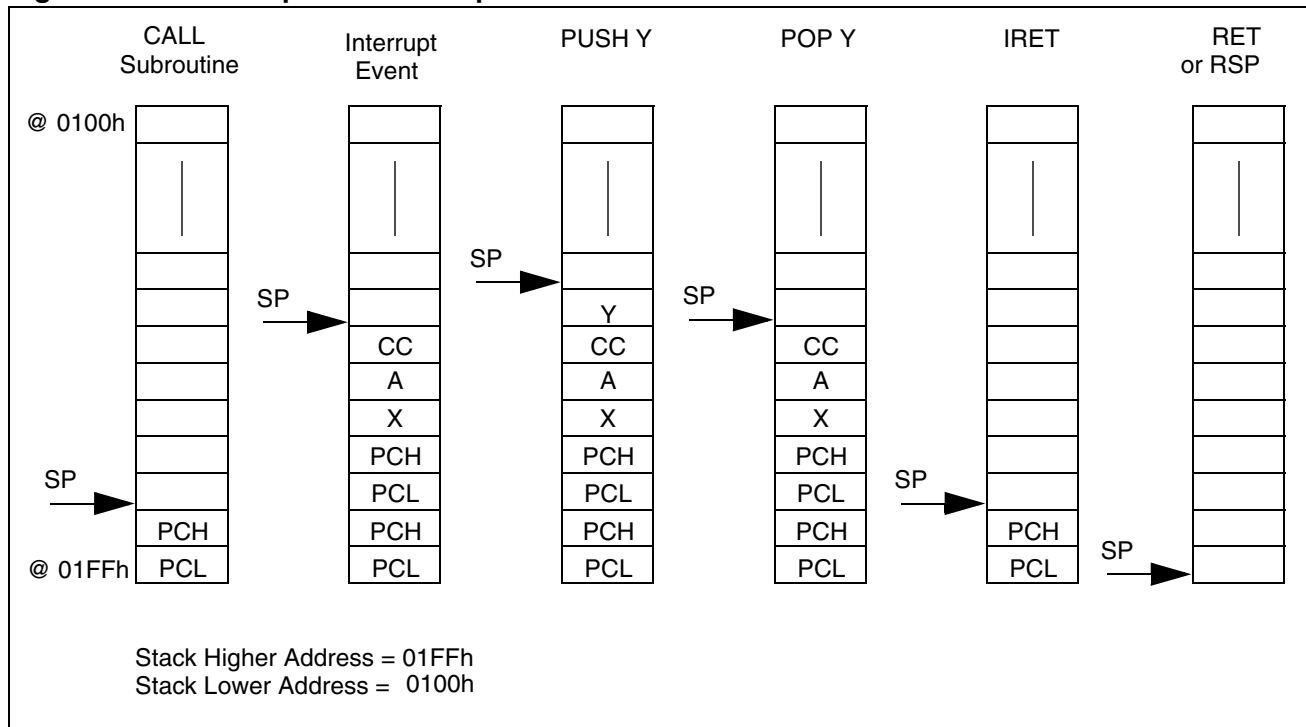 CALL
Subroutine
Interrupt
Event
PUSH Y
POP Y
IRET
RET
or RSP
@ 0100h
SP
SP
SP
Y
CC
CC
CC
A
A
A
X
X
X
PCH
PCH
PCH
SP
SP
PCL
PCL
PCL
PCH
PCH
PCH
PCH
PCH
SP
@ 01FFh
PCL
PCL
PCL
PCL
PCL
Stack Higher Address = 01FFh
Stack Lower Address = 0100h